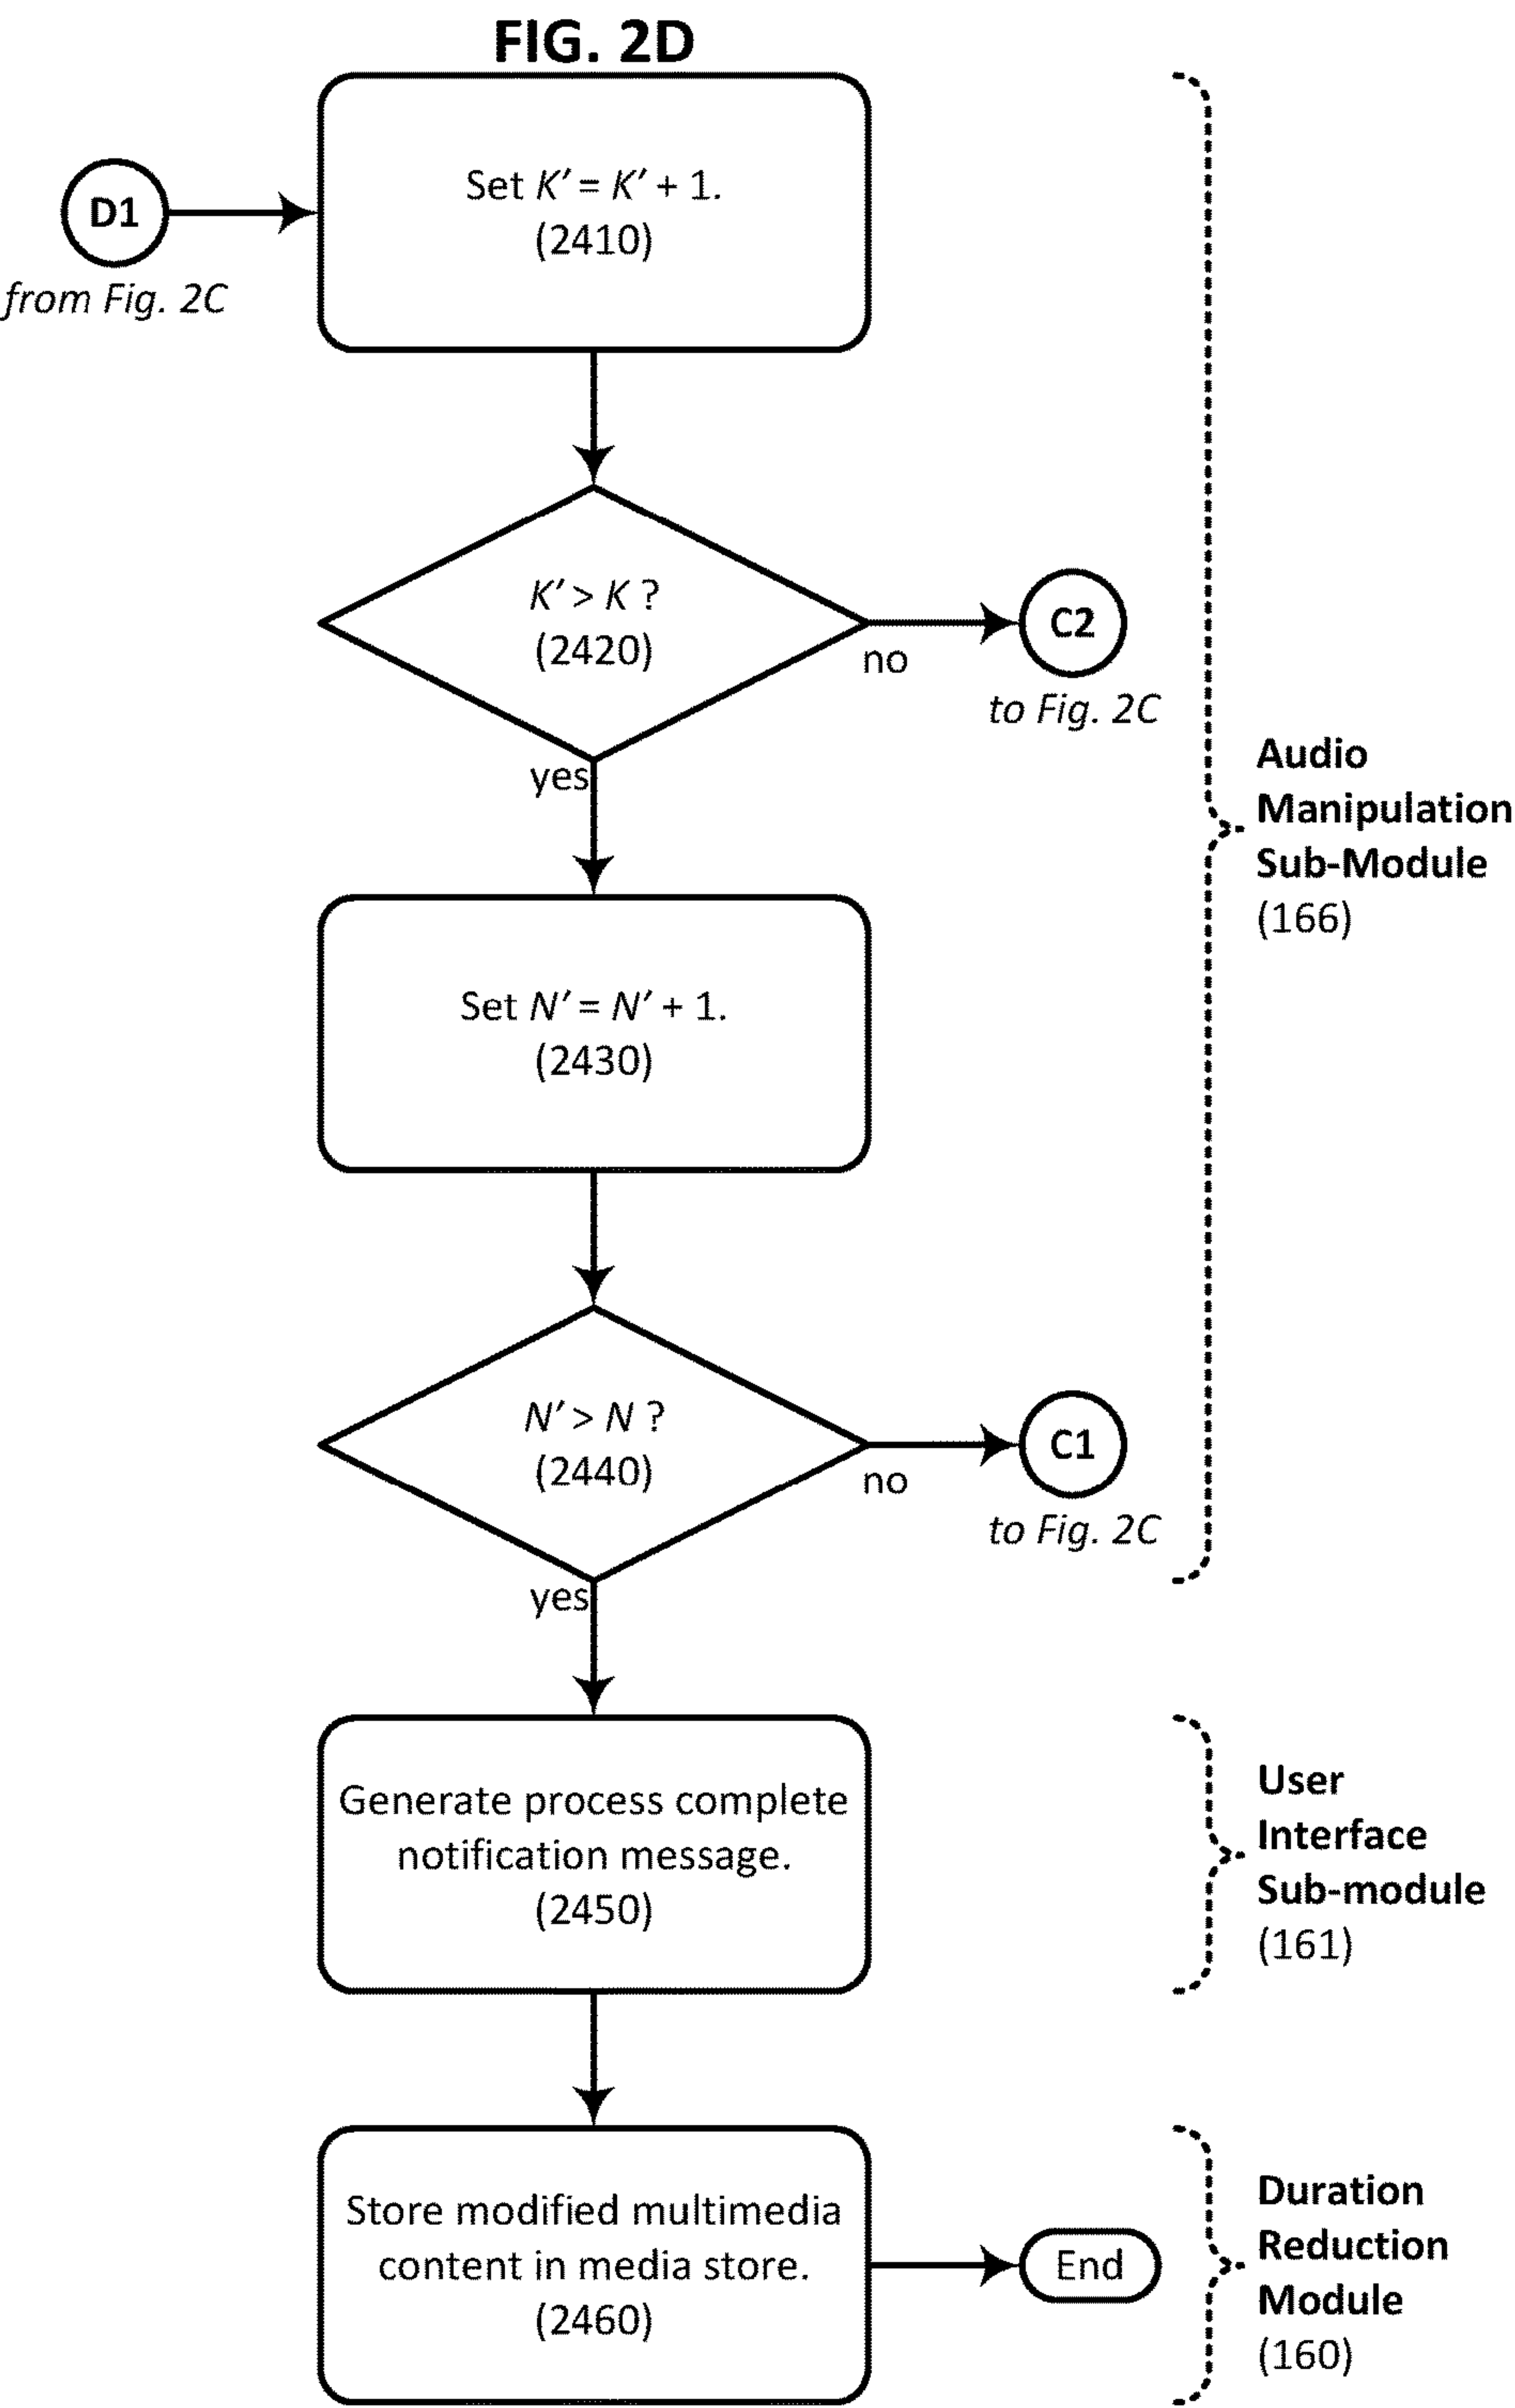 FIG. 2D
Set K′ = K′ + 1.
(2410)
D1
from Fig. 2C
K′ > K ?
(2420)
no
C2
to Fig. 2C
yes
Audio
Manipulation
Sub-Module
(166)
Set N′ = N′ + 1.
(2430)
N′ > N ?
(2440)
no
C1
to Fig. 2C
yes
Generate process complete
notification message.
(2450)
User
Interface
Sub-module
(161)
Store modified multimedia
content in media store.
(2460)
End
Duration
Reduction
Module
(160)